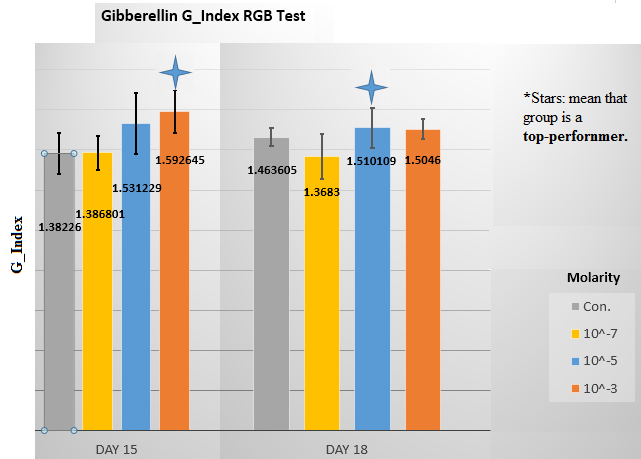 Gibberellin G_Index RGB Test
*Stars: mean that
group is a
top-perfornmer.
1.38226
1.386801
1.531229
1.592645
1.463605
1.3683
1.510109
1.5046
G_Index
DAY 15
DAY 18
Molarity
Con.
10^-7
10^-5
10^-3